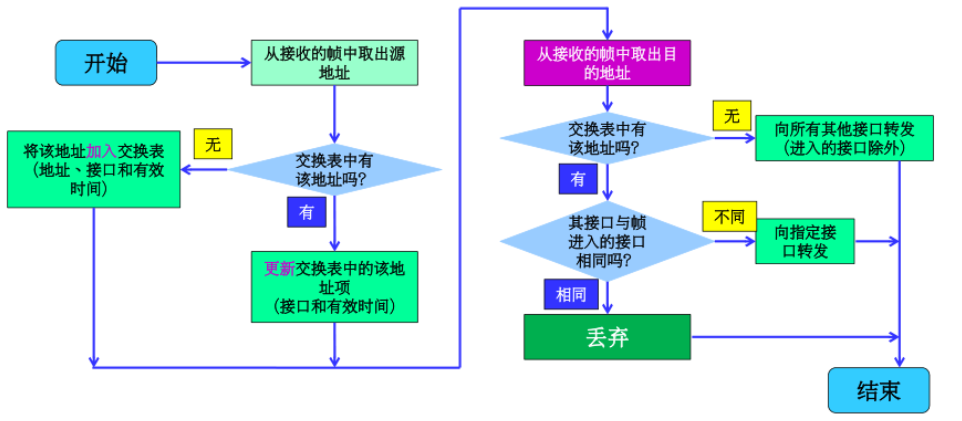 开始
从接收的帧中取出源
地址
交换表中有
该地址吗?
无
将该地址加入交换表
(地址、接口和有效
时间)
有
更新交换表中的该地
址项
(接口和有效时间)
从接收的帧中取出目
的地址
交换表中有
该地址吗?
无
向所有其他接口转发
(进入的接口除外)
有
其接口与帧
进入的接口
相同吗?
不同
向指定接
口转发
相同
丢弃
结束